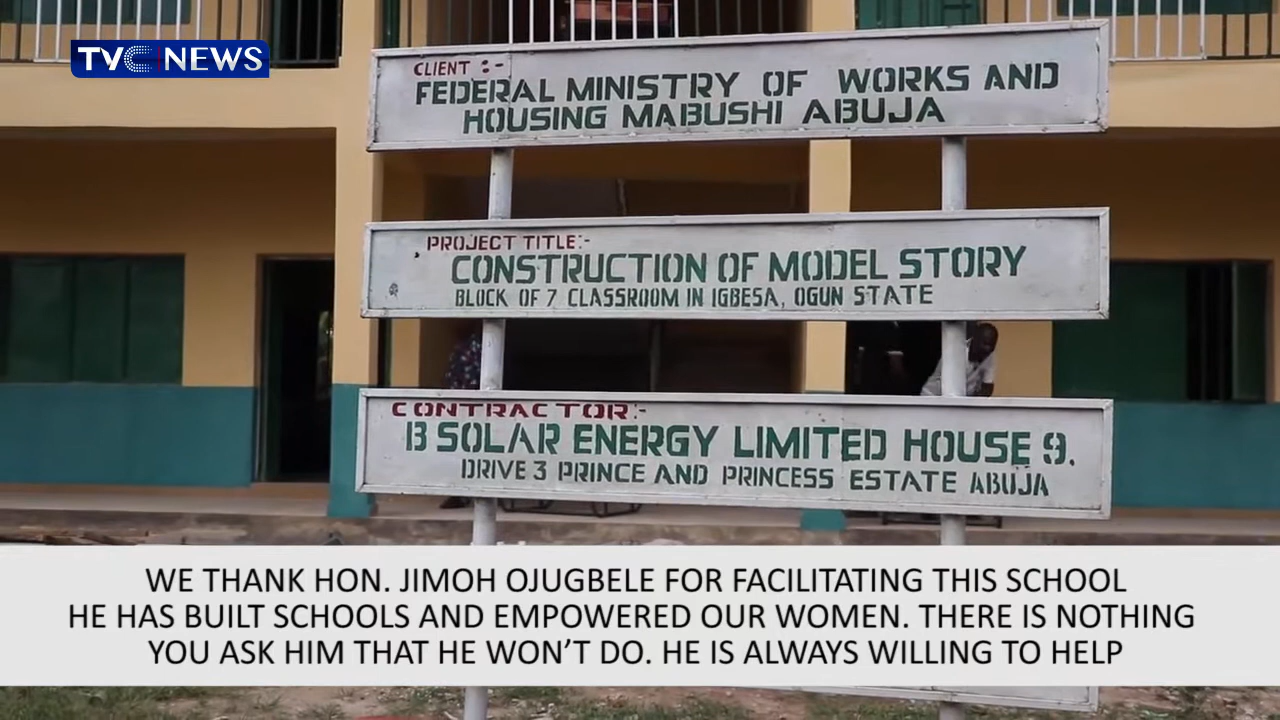 TVC NEWS
CLIENT :-
FEDERAL MINISTRY OF WORKS AND
HOUSING MABUSHI ABUJA
PROJECT TITLE:-
CONSTRUCTION OF MODEL STORY
BLOCK OF 7 CLASSROOM IN IGBESA, OGUN STATE
CONTRACTOR:-
B SOLAR ENERGY LIMITED HOUSE 9.
DRIVE 3 PRINCE AND PRINCESS ESTATE ABUJA
WE THANK HON. JIMOH OJUGBELE FOR FACILITATING THIS SCHOOL
HE HAS BUILT SCHOOLS AND EMPOWERED OUR WOMEN. THERE IS NOTHING
YOU ASK HIM THAT HE WON'T DO. HE IS ALWAYS WILLING TO HELP